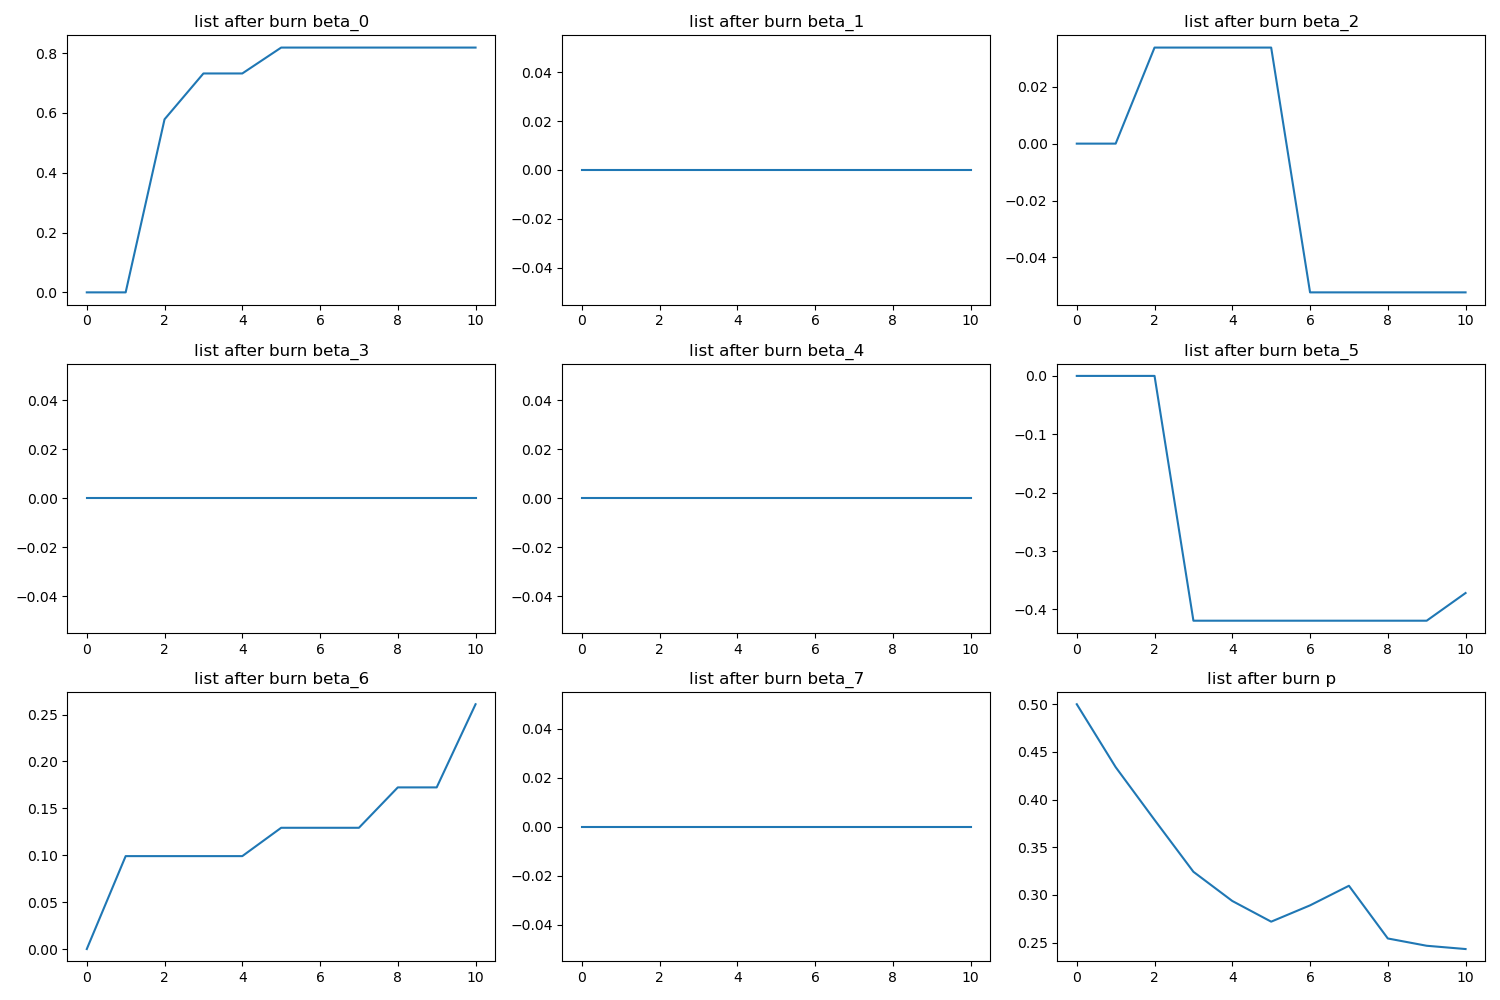 list after burn beta_0
0.8
0.6
0.4
0.2
0.0
0 2 4 6 8 10
list after burn beta_1
0.04
0.02
0.00
−0.02
−0.04
0 2 4 6 8 10
list after burn beta_2
0.02
0.00
−0.02
−0.04
0 2 4 6 8 10
list after burn beta_3
0.04
0.02
0.00
−0.02
−0.04
0 2 4 6 8 10
list after burn beta_4
0.04
0.02
0.00
−0.02
−0.04
0 2 4 6 8 10
list after burn beta_5
0.0
−0.1
−0.2
−0.3
−0.4
0 2 4 6 8 10
list after burn beta_6
0.25
0.20
0.15
0.10
0.05
0.00
0 2 4 6 8 10
list after burn beta_7
0.04
0.02
0.00
−0.02
−0.04
0 2 4 6 8 10
list after burn p
0.50
0.45
0.40
0.35
0.30
0.25
0 2 4 6 8 10